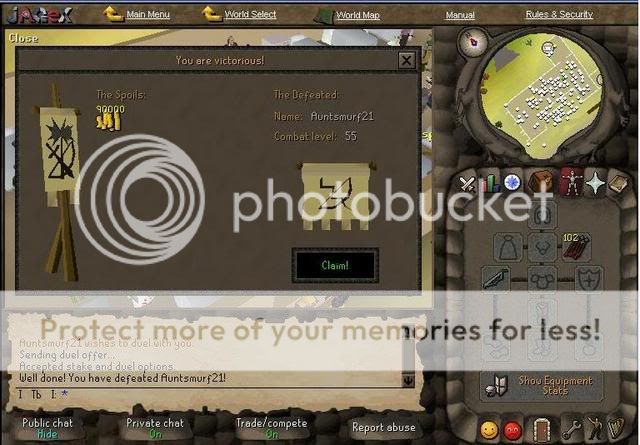 JAGEX Main Menu World Select World Map Manual Rules & Security
Close
You are victorious!
The Spoils:
90000
The Defeated:
Name: Auntsmurf21
Combat level: 55
102
photobucket
Claim!
Protect more of your memories for less!
Auntsmurf21 wishes to duel with you.
Sending duel offer...
Accepted stake and duel options
Well done! You have defeated Auntsmurf21!
I Tb I: *
Show Equipment
Stats
Public chat Private chat Trade/compete Report abuse
Hide On On